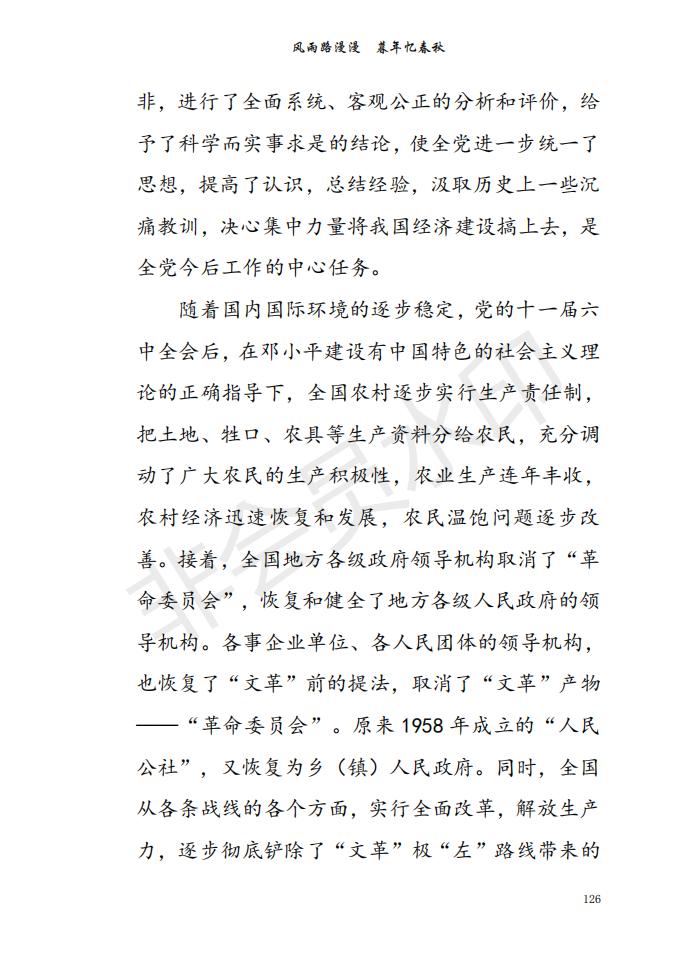 风雨路漫漫　暮年忆春秋
非，进行了全面系统、客观公正的分析和评价，给
予了科学而实事求是的结论，使全党进一步统一了
思想，提高了认识，总结经验，汲取历史上一些沉
痛教训，决心集中力量将我国经济建设搞上去，是
全党今后工作的中心任务。
随着国内国际环境的逐步稳定，党的十一届六
中全会后，在邓小平建设有中国特色的社会主义理
论的正确指导下，全国农村逐步实行生产责任制，
把土地、牲口、农具等生产资料分给农民，充分调
动了广大农民的生产积极性，农业生产连年丰收，
农村经济迅速恢复和发展，农民温饱问题逐步改
善。接着，全国地方各级政府领导机构取消了“革
命委员会”，恢复和健全了地方各级人民政府的领
导机构。各事企业单位、各人民团体的领导机构，
也恢复了“文革”前的提法，取消了“文革”产物
——“革命委员会”。原来 1958 年成立的“人民
公社”，又恢复为乡（镇）人民政府。同时，全国
从各条战线的各个方面，实行全面改革，解放生产
力，逐步彻底铲除了“文革”极“左”路线带来的
126
非会员水印